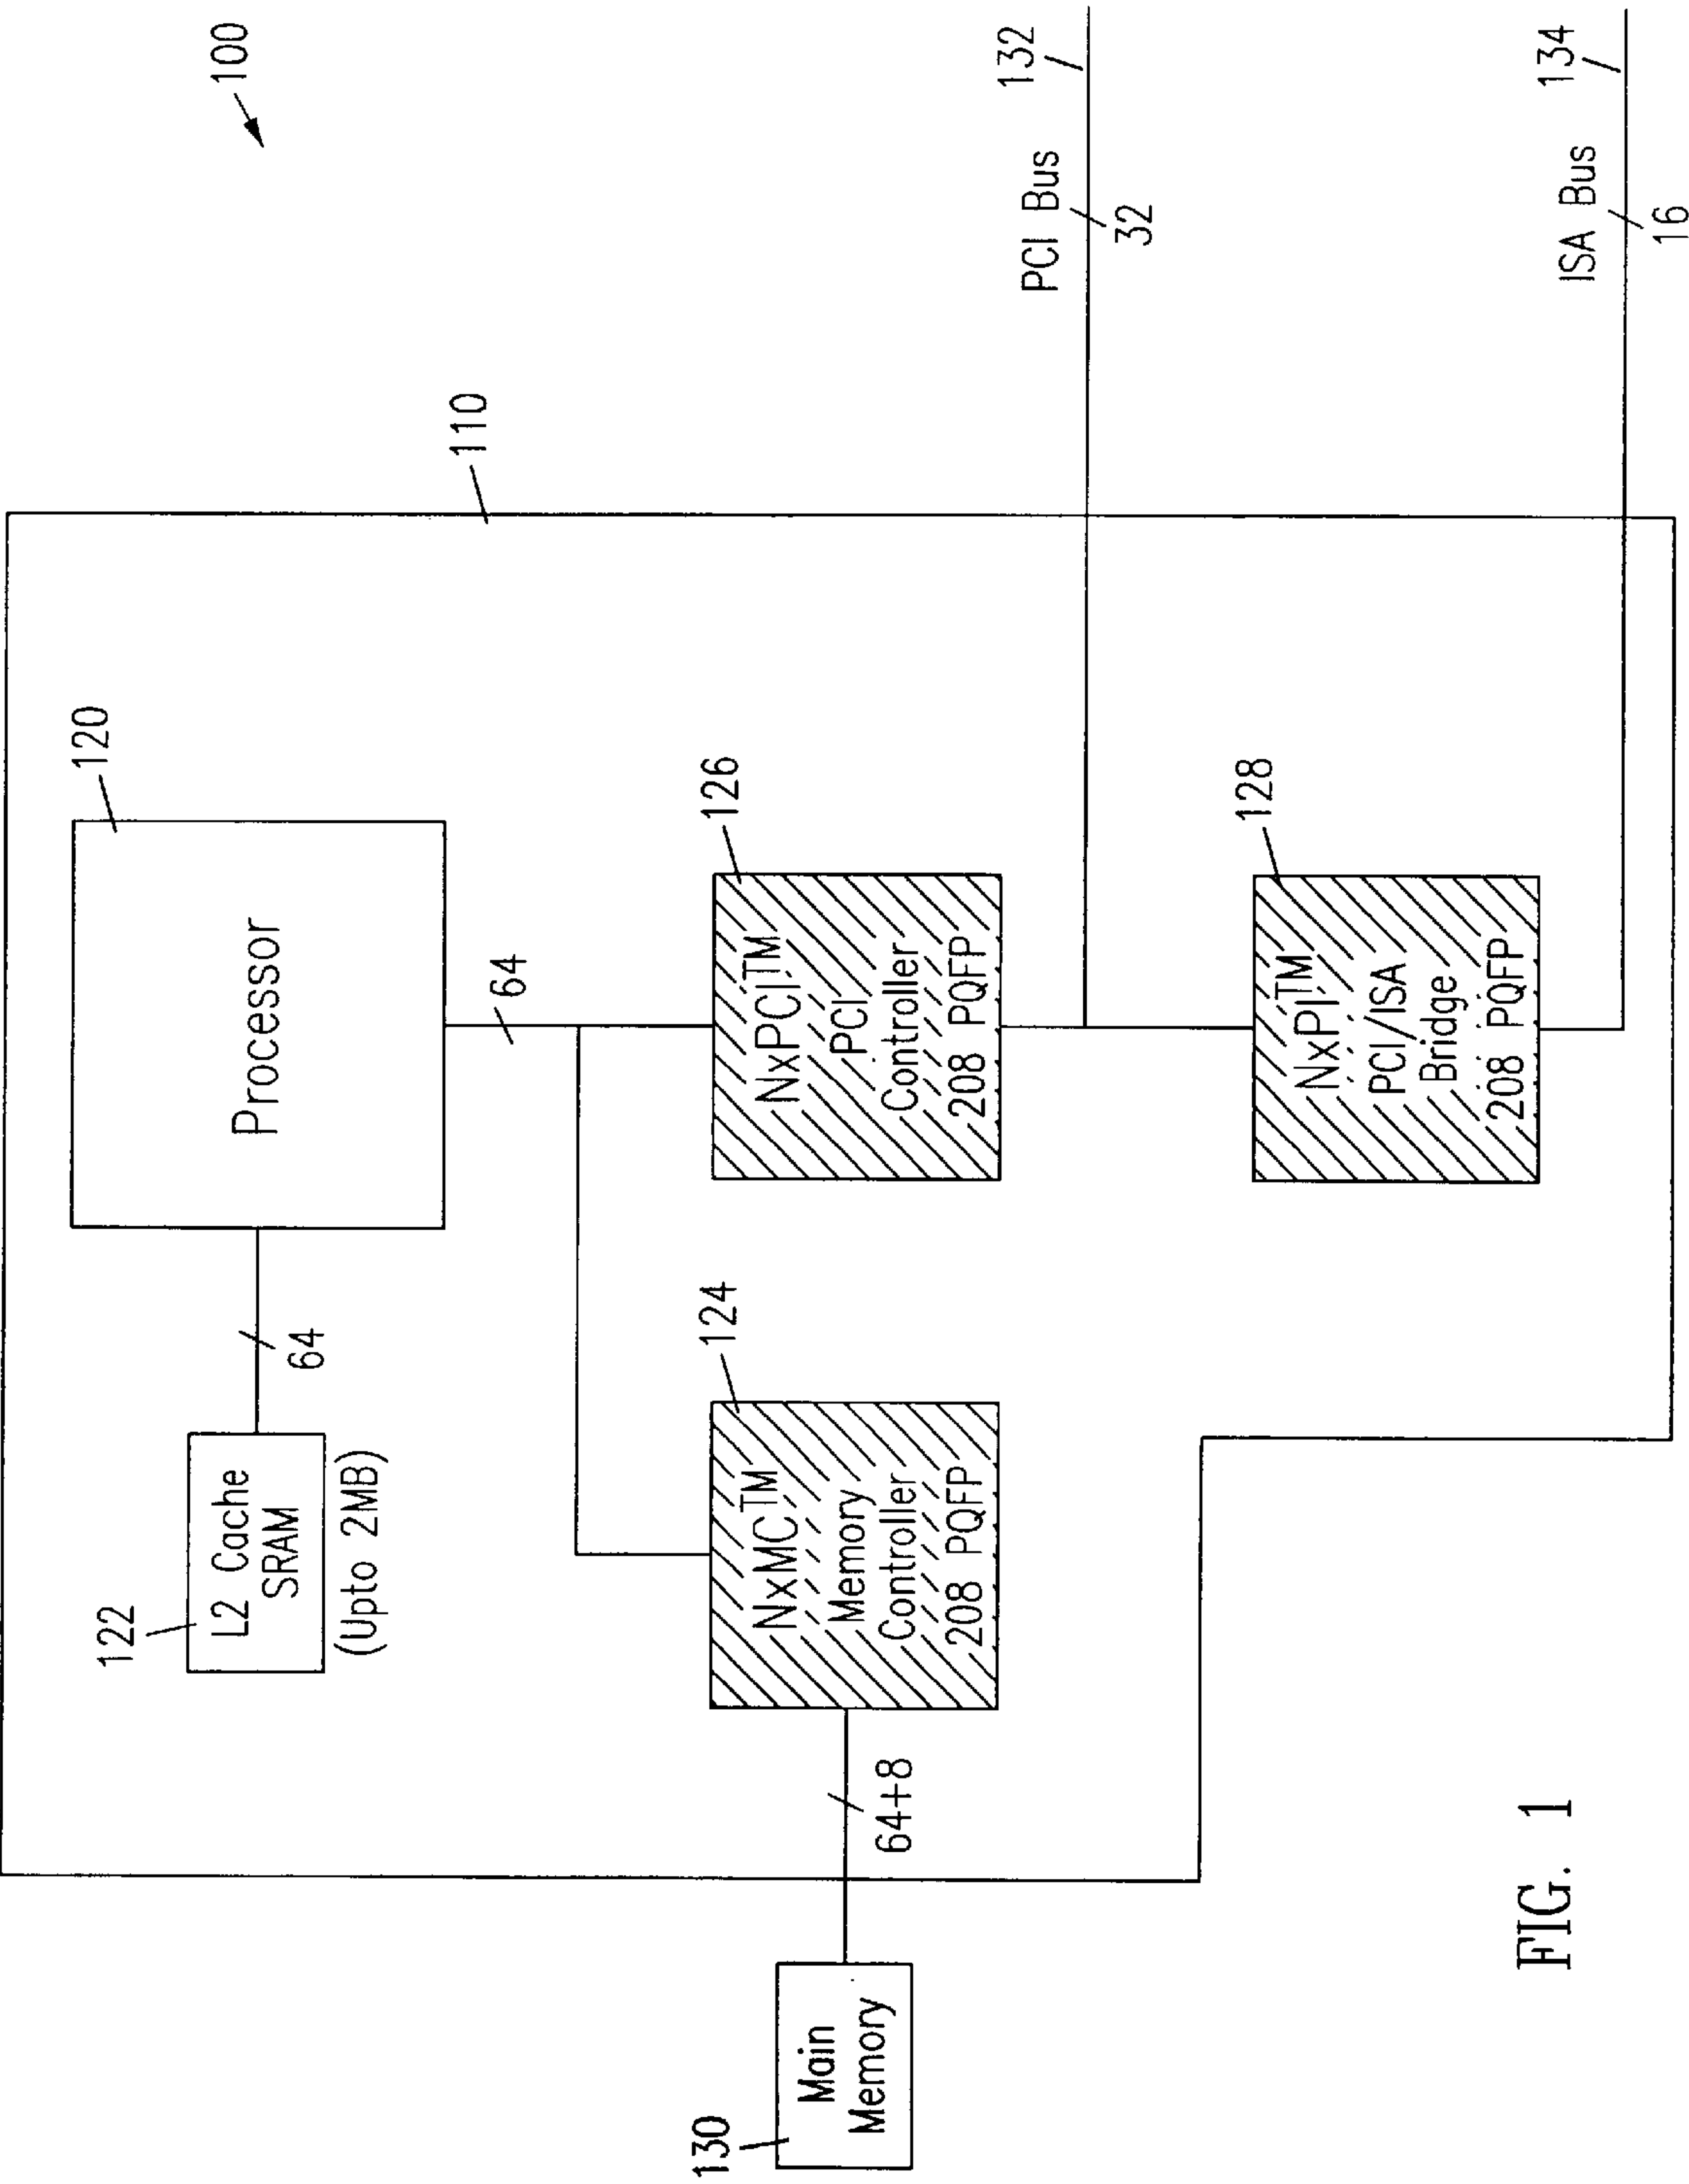 100
110
120
Processor
122
L2 Cache
SRAM
(Upto 2MB)
64
64
124
NxMC™
Memory
Controller
208 PQFP
126
NxPCI™
PCI
Controller
208 PQFP
130
Main
Memory
64+8
PCI Bus
132
32
128
NxPI™
PCI/ISA
Bridge
208 PQFP
ISA Bus
134
16
FIG. 1